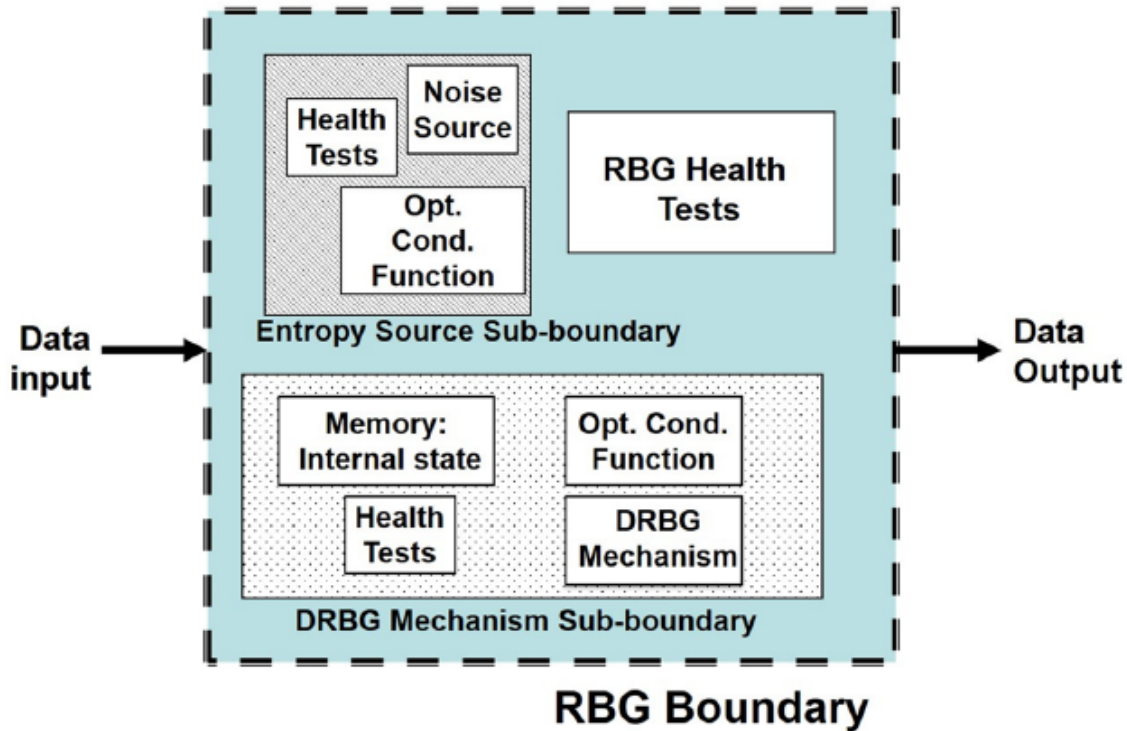 Noise
Source
Health
Tests
Opt.
Cond.
Function
Entropy Source Sub-boundary
RBG Health
Tests
Data
input
Data
Output
Memory:
Internal state
Opt. Cond.
Function
Health
Tests
DRBG
Mechanism
DRBG Mechanism Sub-boundary
RBG Boundary